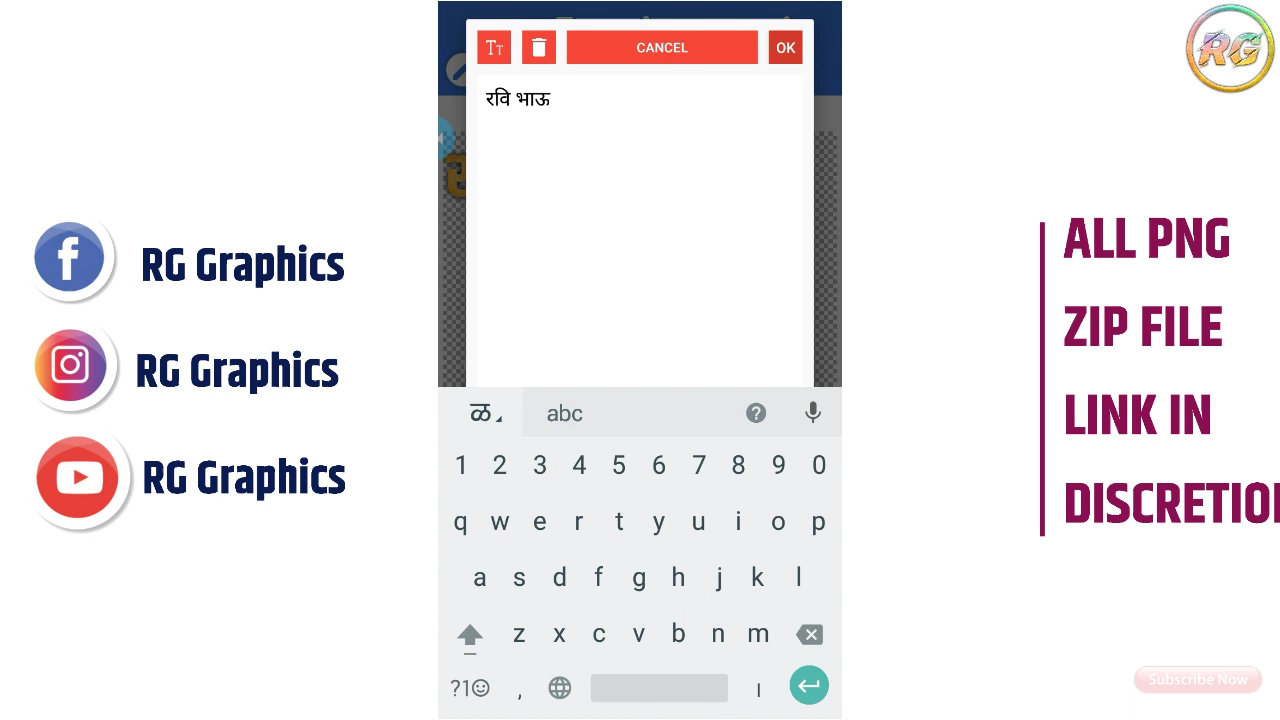 RG
CANCEL
OK
रवि भाऊ
RG Graphics
RG Graphics
RG Graphics
ALL PNG
ZIP FILE
LINK IN
DISCRETION
ळ abc
1 2 3 4 5 6 7 8 9 0
q w e r t y u i o p
a s d f g h j k l
z x c v b n m
?1 , ।
Subscribe Now